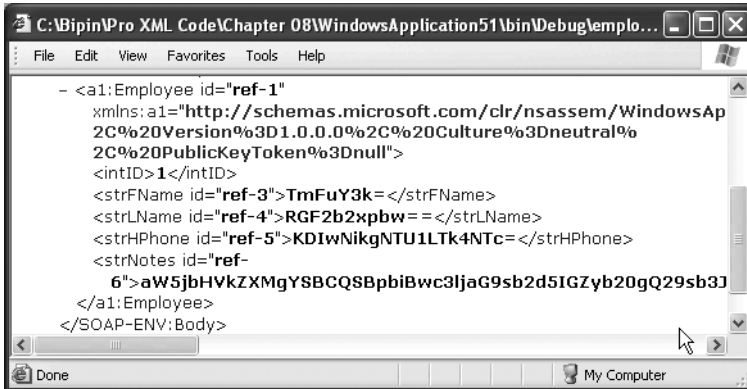 C:\Bipin\Pro XML Code\Chapter 08\WindowsApplication51\bin\Debug\emplo...
File Edit View Favorites Tools Help
- <a1:Employee id="ref-1"
xmlns:a1="http://schemas.microsoft.com/clr/nsassem/WindowsAp
2C%20Version%3D1.0.0.0%2C%20Culture%3Dneutral%
2C%20PublicKeyToken%3Dnull">
<intID>1</intID>
<strFName id="ref-3">TmFuY3k=</strFName>
<strLName id="ref-4">RGF2b2xpbw==</strLName>
<strHPhone id="ref-5">KDIwNikgNTU1LTk4NTc=</strHPhone>
<strNotes id="ref-
6">aW5jbHVkZXMgYSBCQSBpbiBwc3ljaG9sb2d5IGZyb20gQ29sb3J
</a1:Employee>
</SOAP-ENV:Body>
Done My Computer